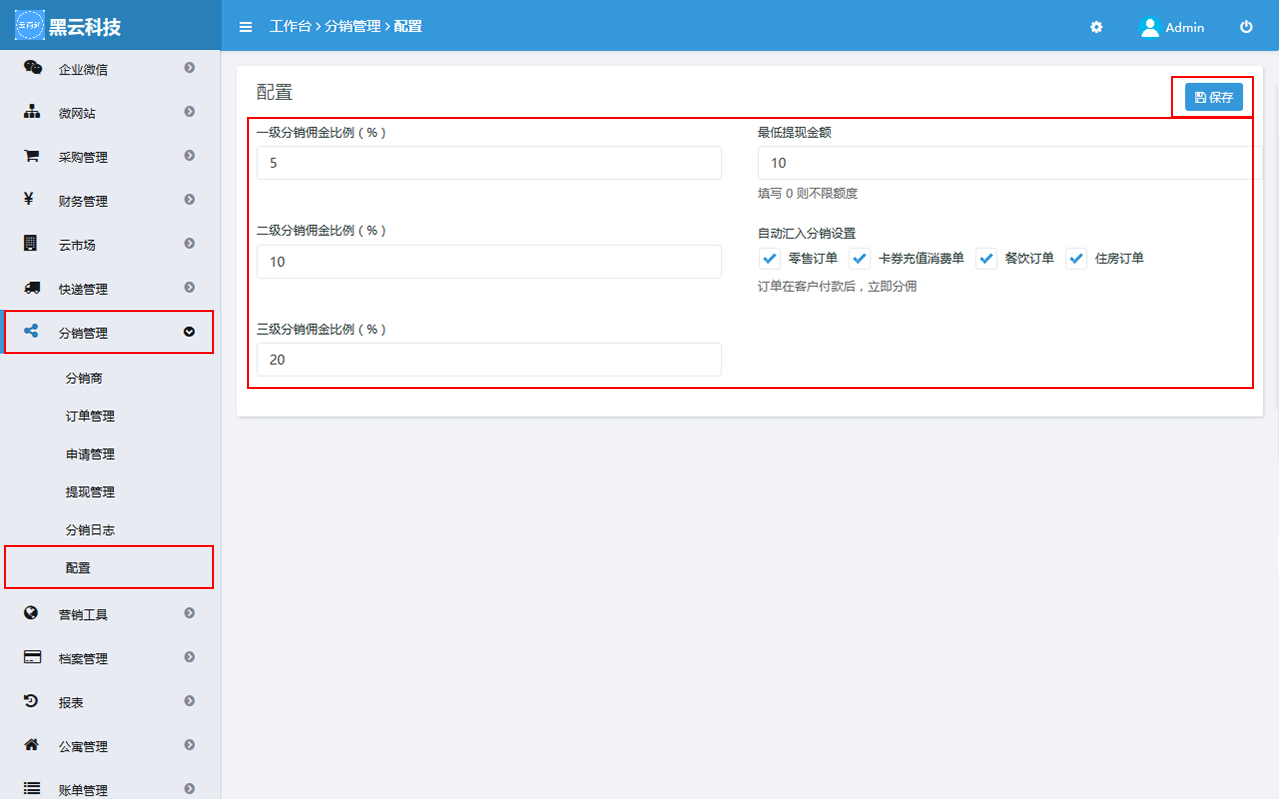 黑云科技
工作台 > 分销管理 > 配置
Admin
企业微信
微网站
采购管理
财务管理
云市场
快递管理
分销管理
分销商
订单管理
申请管理
提现管理
分销日志
配置
营销工具
档案管理
报表
公寓管理
账单管理
配置
保存
一级分销佣金比例(%)
5
最低提现金额
10
填写 0 则不限额度
二级分销佣金比例(%)
10
自动汇入分销设置
零售订单 卡券充值消费单 餐饮订单 住房订单
订单在客户付款后,立即分佣
三级分销佣金比例(%)
20